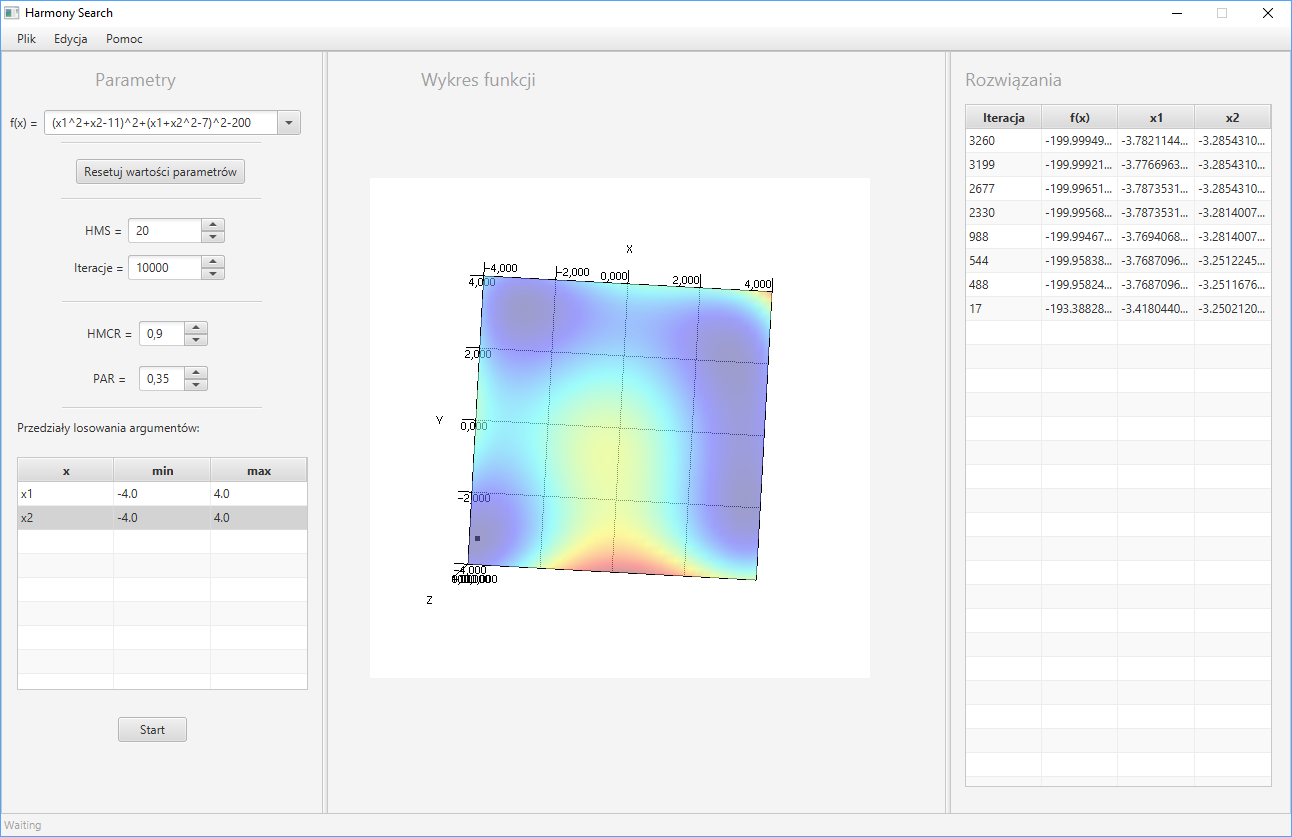 Harmony Search
Plik Edycja Pomoc
Parametry
f(x) = (x1^2+x2-11)^2+(x1+x2^2-7)^2-200
Resetuj wartości parametrów
HMS = 20
Iteracje = 10000
HMCR = 0,9
PAR = 0,35
Przedziały losowania argumentów:
x min max
x1 -4.0 4.0
x2 -4.0 4.0
Start
Wykres funkcji
X
-4,000 -2,000 0,000 2,000 4,000
4,000
2,000
Y 0,000
-2,000
-4,000
Z
Rozwiązania
Iteracja f(x) x1 x2
3260 -199.99949... -3.7821144... -3.2854310...
3199 -199.99921... -3.7766963... -3.2854310...
2677 -199.99651... -3.7873531... -3.2854310...
2330 -199.99568... -3.7873531... -3.2814007...
988 -199.99467... -3.7694068... -3.2814007...
544 -199.95838... -3.7687096... -3.2512245...
488 -199.95824... -3.7687096... -3.2511676...
17 -193.38828... -3.4180440... -3.2502120...
Waiting